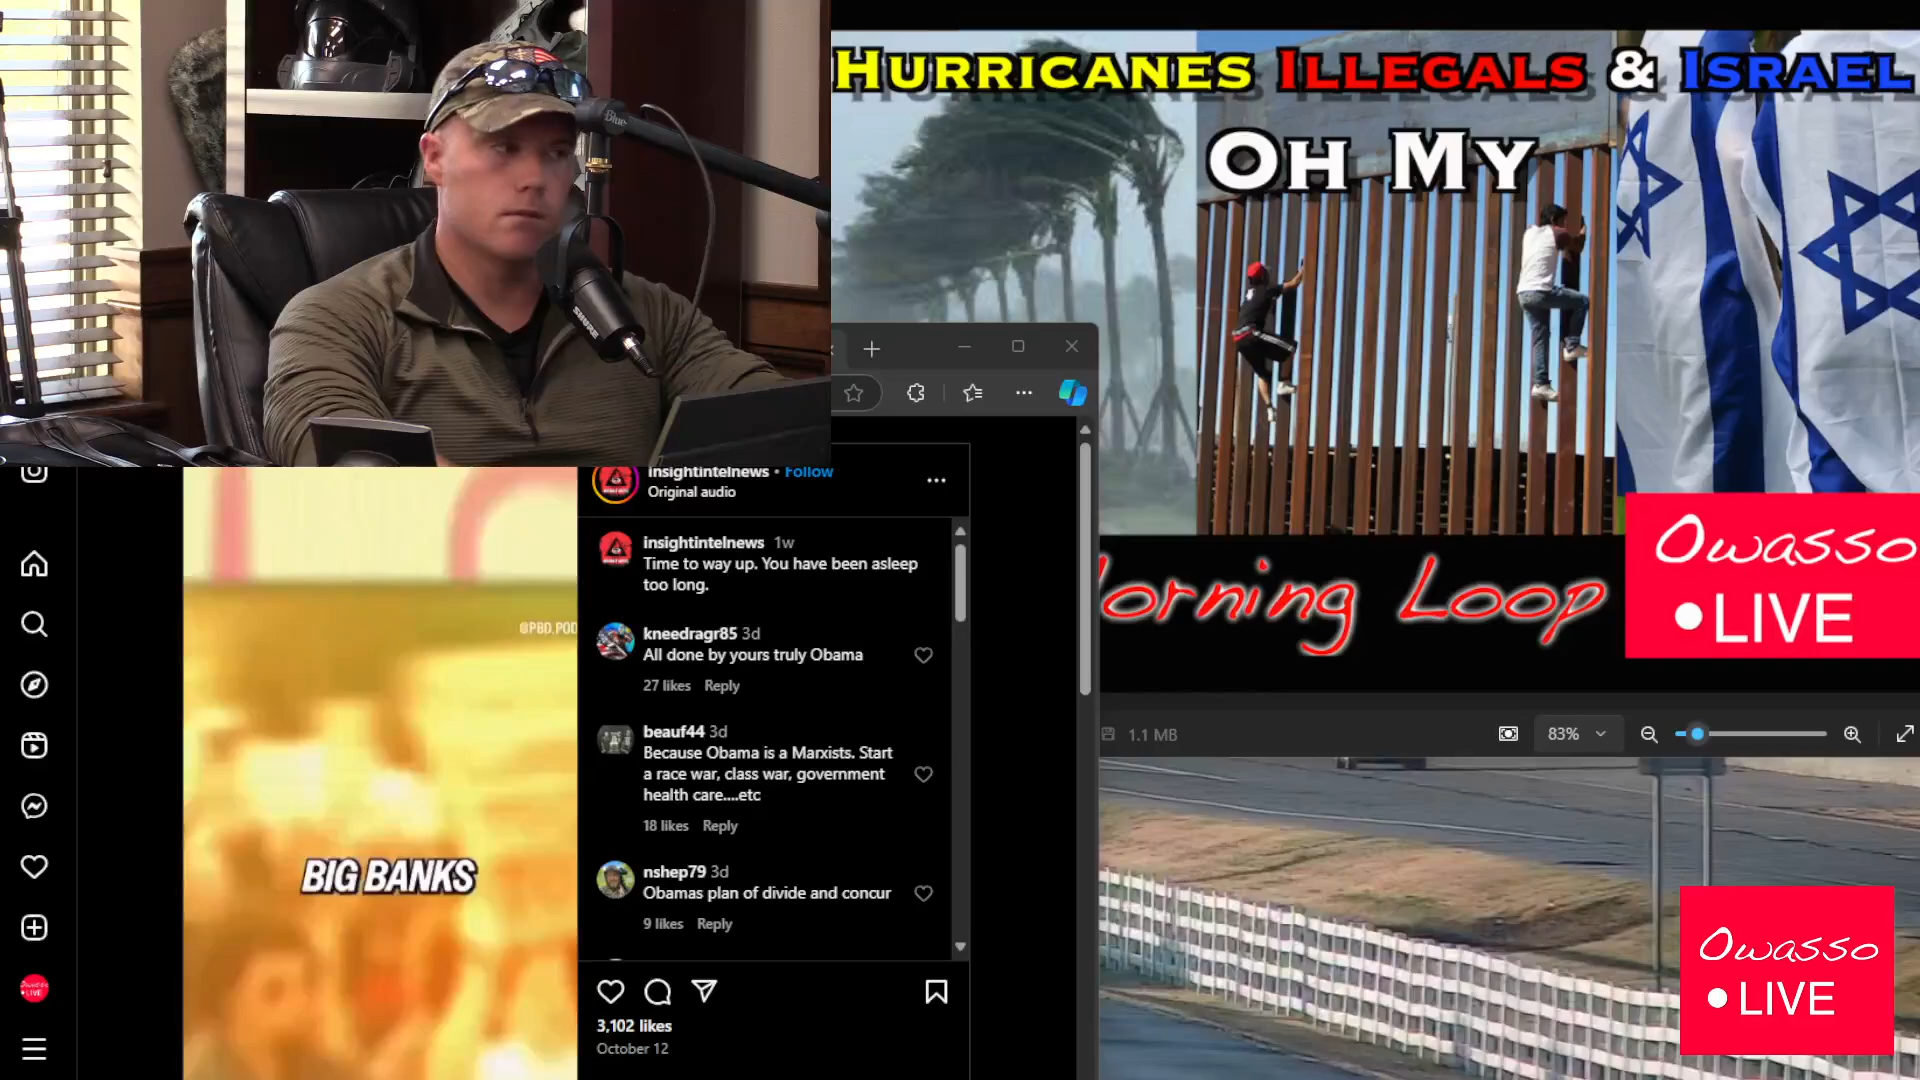 Blue
SHURE
HURRICANES ILLEGALS & ISRAEL
OH MY
Owasso
LIVE
orning Loop
1.1 MB
83%
Owasso
LIVE
@PBD.POD
BIG BANKS
insightintelnews • Follow
Original audio
insightintelnews 1w
Time to way up. You have been asleep
too long.
kneedragr85 3d
All done by yours truly Obama
27 likes Reply
beauf44 3d
Because Obama is a Marxists. Start
a race war, class war, government
health care....etc
18 likes Reply
nshep79 3d
Obamas plan of divide and concur
9 likes Reply
3,102 likes
October 12